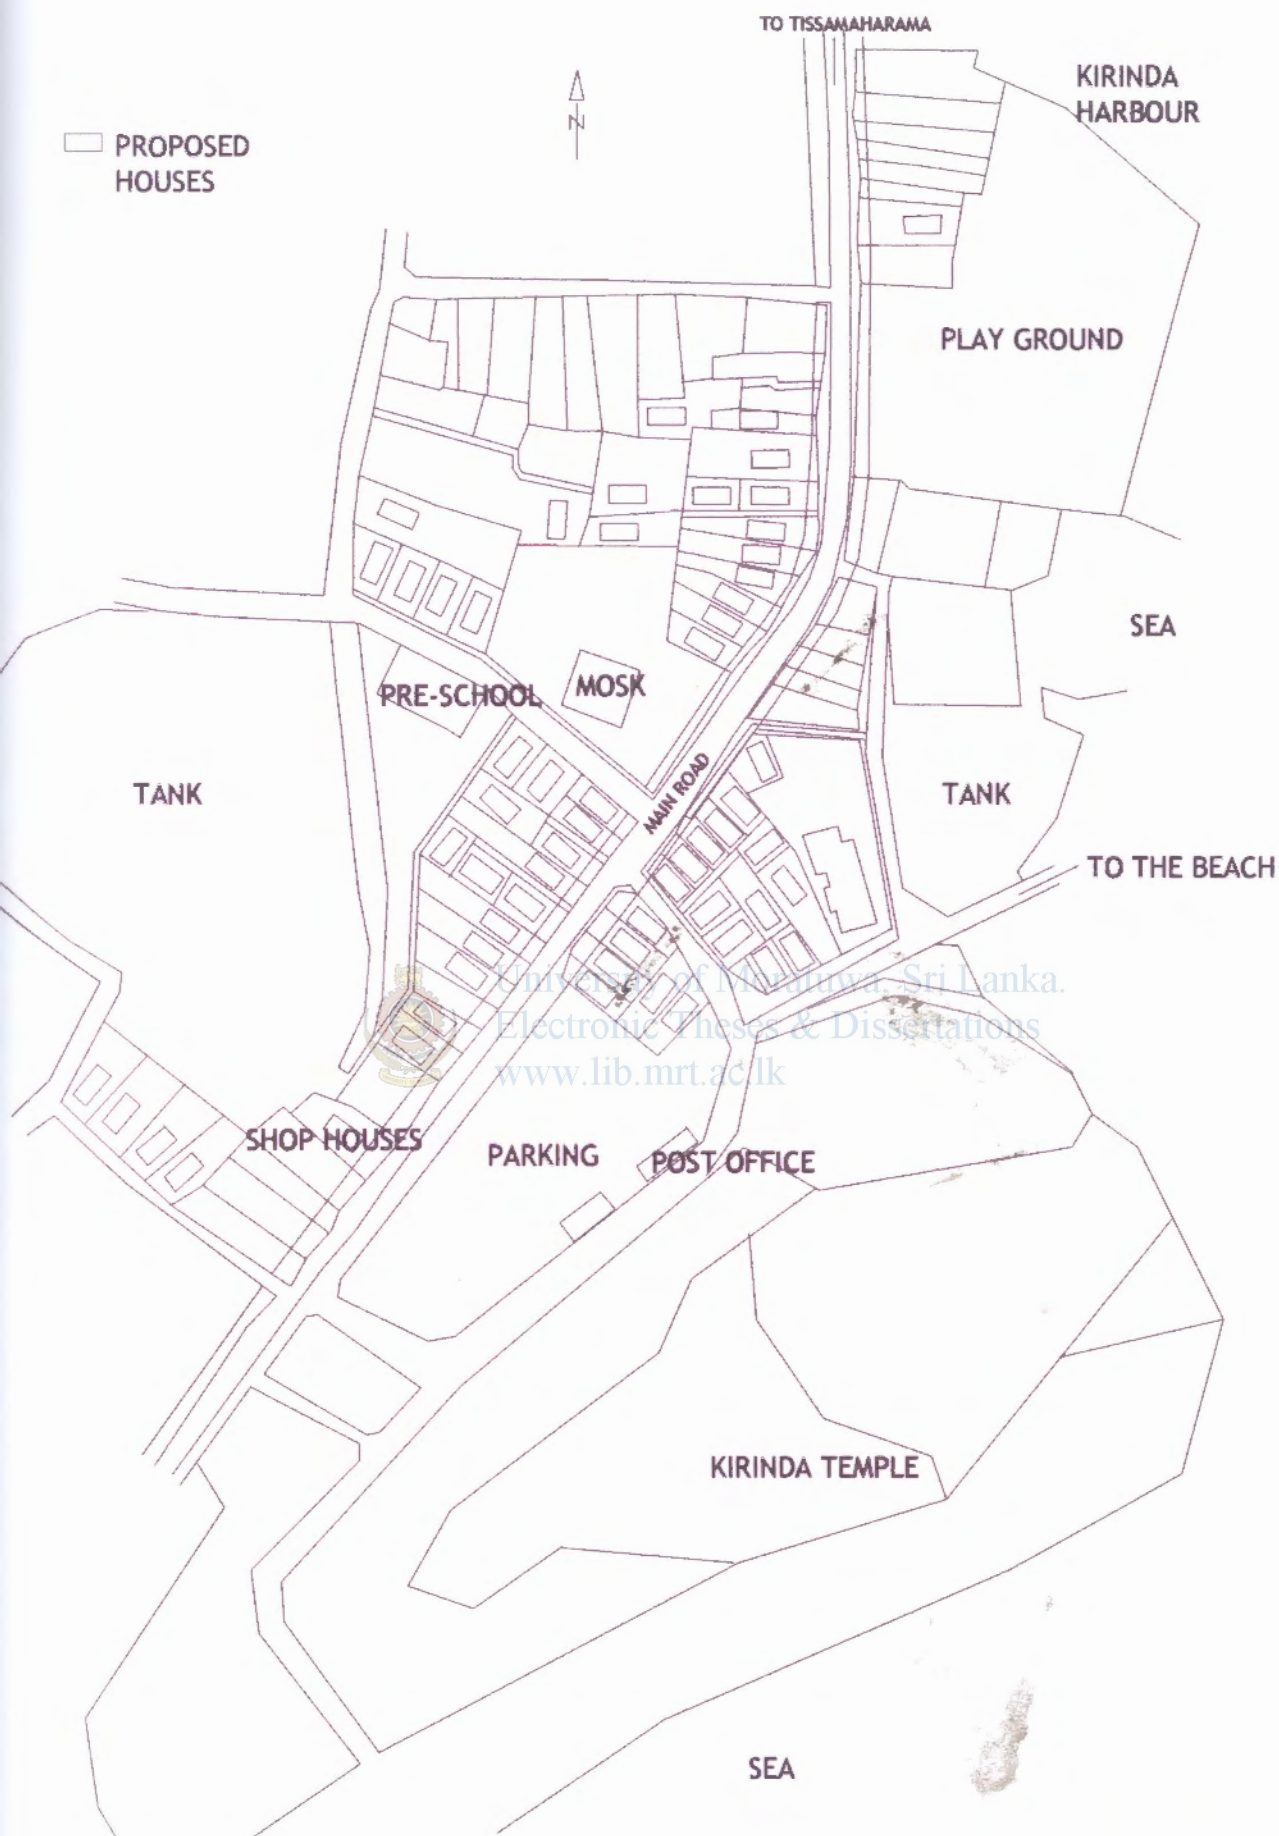 TO TISSAMAHARAMA
KIRINDA
HARBOUR
N
PROPOSED
HOUSES
PLAY GROUND
SEA
PRE-SCHOOL
MOSK
TANK
MAIN ROAD
TANK
TO THE BEACH
University of Moratuwa, Sri Lanka.
Electronic Theses & Dissertations
www.lib.mrt.ac.lk
SHOP HOUSES
PARKING
POST OFFICE
KIRINDA TEMPLE
SEA